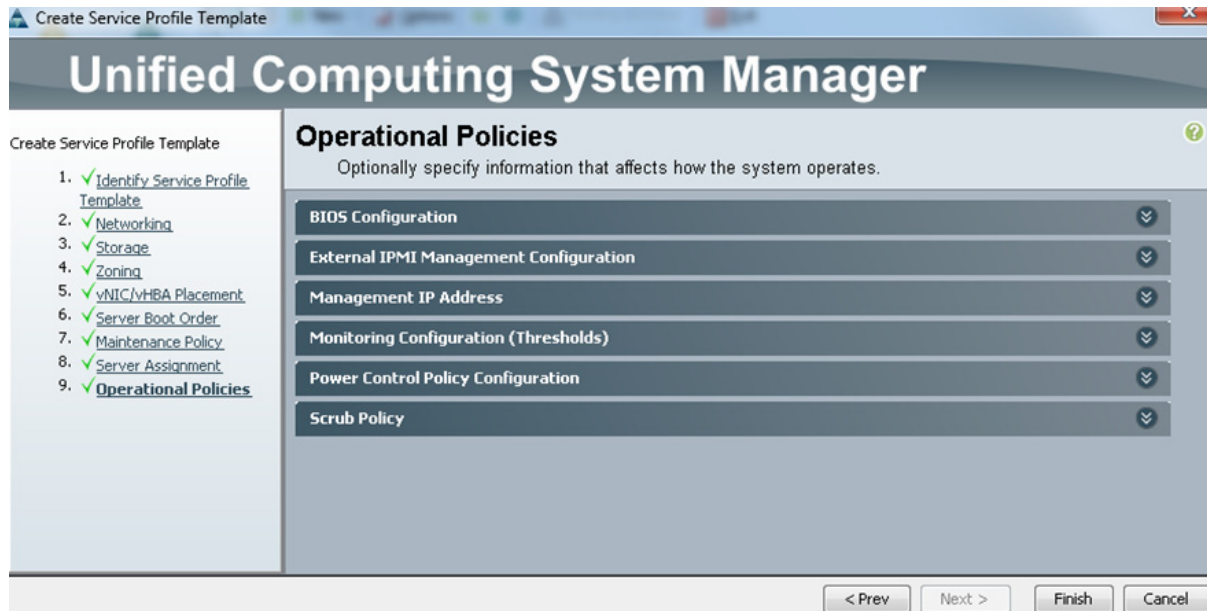 Create Service Profile Template
Unified Computing System Manager
Create Service Profile Template
1. Identify Service Profile
Template
2. Networking
3. Storage
4. Zoning
5. vNIC/vHBA Placement
6. Server Boot Order
7. Maintenance Policy
8. Server Assignment
9. Operational Policies
Operational Policies
Optionally specify information that affects how the system operates.
BIOS Configuration
External IPMI Management Configuration
Management IP Address
Monitoring Configuration (Thresholds)
Power Control Policy Configuration
Scrub Policy
< Prev
Next >
Finish
Cancel